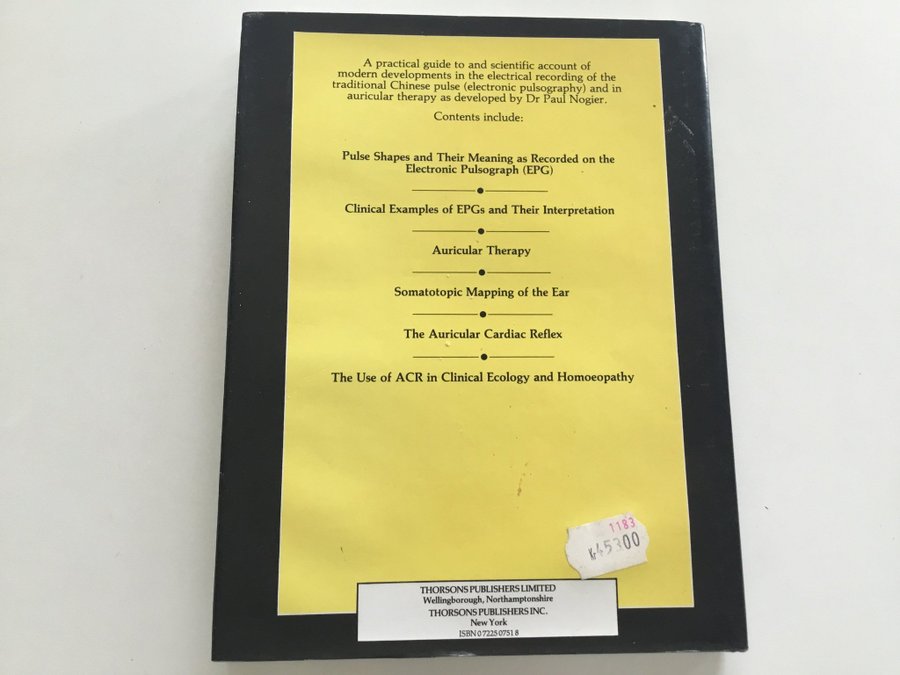 A practical guide to and scientific account of
modern developments in the electrical recording of the
traditional Chinese pulse (electronic pulsography) and in
auricular therapy as developed by Dr Paul Nogier.
Contents include:
Pulse Shapes and Their Meaning as Recorded on the
Electronic Pulsograph (EPG)
Clinical Examples of EPGs and Their Interpretation
Auricular Therapy
Somatotopic Mapping of the Ear
The Auricular Cardiac Reflex
The Use of ACR in Clinical Ecology and Homoeopathy
1183
45300
THORSONS PUBLISHERS LIMITED
Wellingborough, Northamptonshire
THORSONS PUBLISHERS INC.
New York
ISBN 0 7225 0751 8